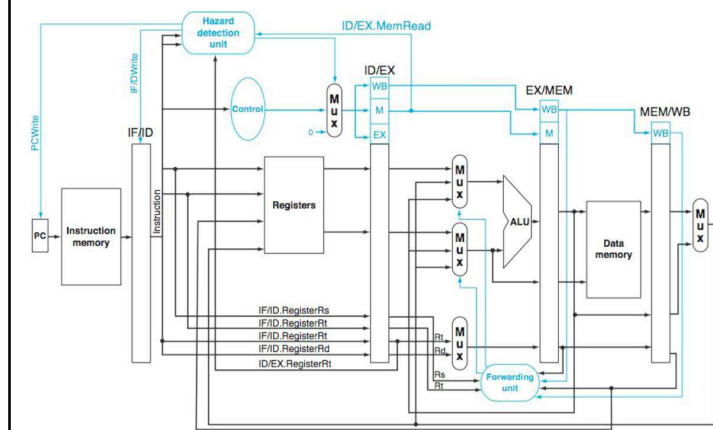 Hazard
detection
unit
ID/EX.MemRead
ID/EX
IF/DWrite
PCWrite
Control
M
u
x
0
WB
M
EX
EX/MEM
WB
M
MEM/WB
WB
IF/ID
PC
Instruction
memory
Instruction
Registers
M
u
x
M
u
x
ALU
Data
memory
M
u
x
IF/ID.RegisterRs
IF/ID.RegisterRt
IF/ID.RegisterRt
IF/ID.RegisterRd
ID/EX.RegisterRt
Rt
Rd
M
u
x
Rs
Rt
Forwarding
unit